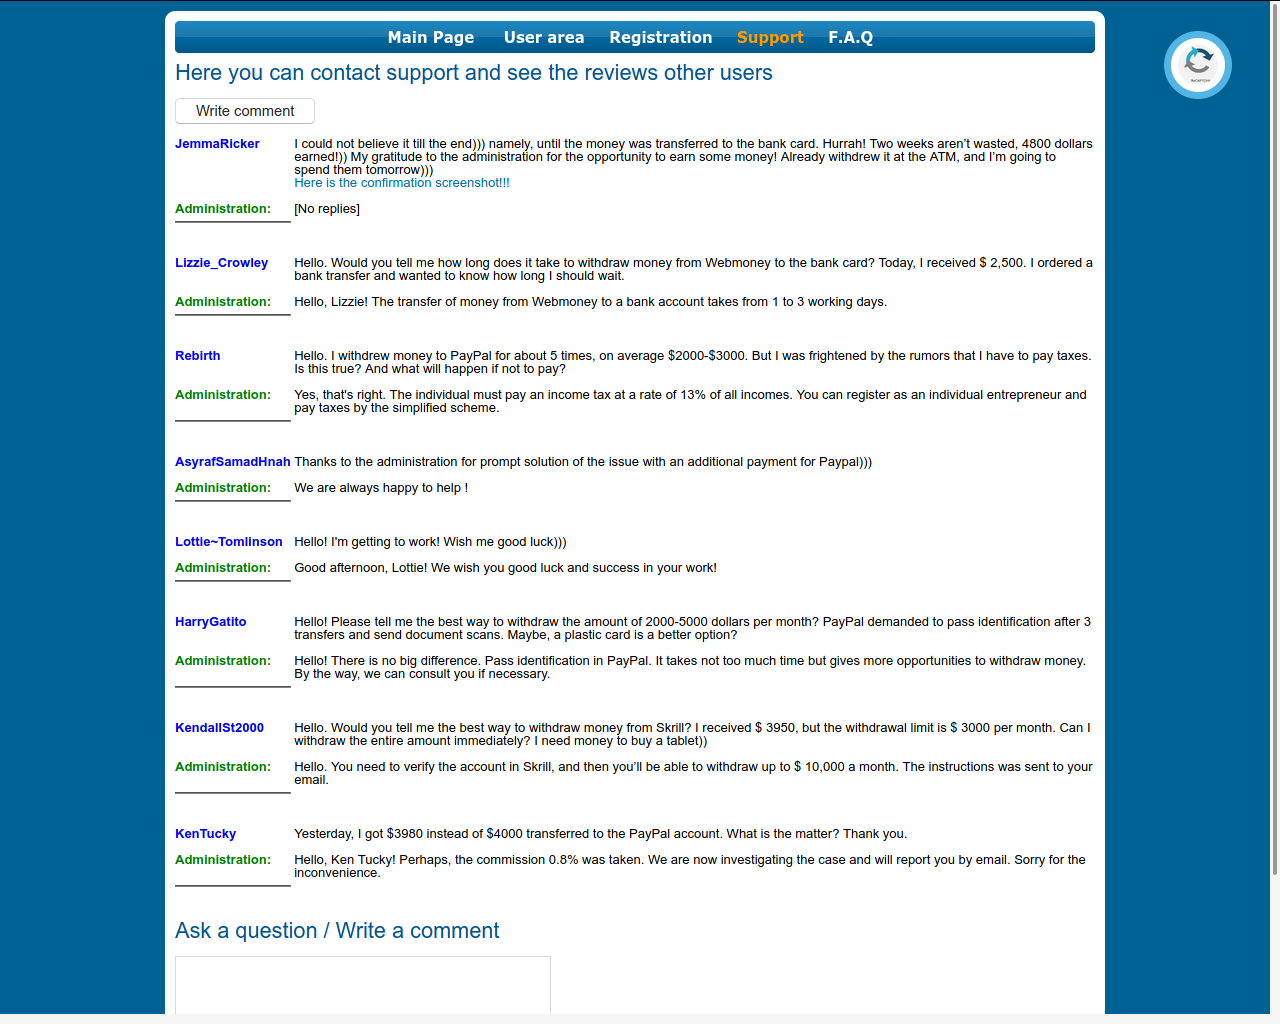 Main Page User area Registration Support F.A.Q
Here you can contact support and see the reviews other users
Write comment
JemmaRicker I could not believe it till the end))) namely, until the money was transferred to the bank card. Hurrah! Two weeks aren’t wasted, 4800 dollars
earned!)) My gratitude to the administration for the opportunity to earn some money! Already withdrew it at the ATM, and I’m going to
spend them tomorrow)))
Here is the confirmation screenshot!!!
Administration: [No replies]
Lizzie_Crowley Hello. Would you tell me how long does it take to withdraw money from Webmoney to the bank card? Today, I received $ 2,500. I ordered a
bank transfer and wanted to know how long I should wait.
Administration: Hello, Lizzie! The transfer of money from Webmoney to a bank account takes from 1 to 3 working days.
Rebirth Hello. I withdrew money to PayPal for about 5 times, on average $2000-$3000. But I was frightened by the rumors that I have to pay taxes.
Is this true? And what will happen if not to pay?
Administration: Yes, that's right. The individual must pay an income tax at a rate of 13% of all incomes. You can register as an individual entrepreneur and
pay taxes by the simplified scheme.
AsyrafSamadHnah Thanks to the administration for prompt solution of the issue with an additional payment for Paypal)))
Administration: We are always happy to help !
Lottie~Tomlinson Hello! I'm getting to work! Wish me good luck)))
Administration: Good afternoon, Lottie! We wish you good luck and success in your work!
HarryGatito Hello! Please tell me the best way to withdraw the amount of 2000-5000 dollars per month? PayPal demanded to pass identification after 3
transfers and send document scans. Maybe, a plastic card is a better option?
Administration: Hello! There is no big difference. Pass identification in PayPal. It takes not too much time but gives more opportunities to withdraw money.
By the way, we can consult you if necessary.
KendallSt2000 Hello. Would you tell me the best way to withdraw money from Skrill? I received $ 3950, but the withdrawal limit is $ 3000 per month. Can I
withdraw the entire amount immediately? I need money to buy a tablet))
Administration: Hello. You need to verify the account in Skrill, and then you’ll be able to withdraw up to $ 10,000 a month. The instructions was sent to your
email.
KenTucky Yesterday, I got $3980 instead of $4000 transferred to the PayPal account. What is the matter? Thank you.
Administration: Hello, Ken Tucky! Perhaps, the commission 0.8% was taken. We are now investigating the case and will report you by email. Sorry for the
inconvenience.
Ask a question / Write a comment